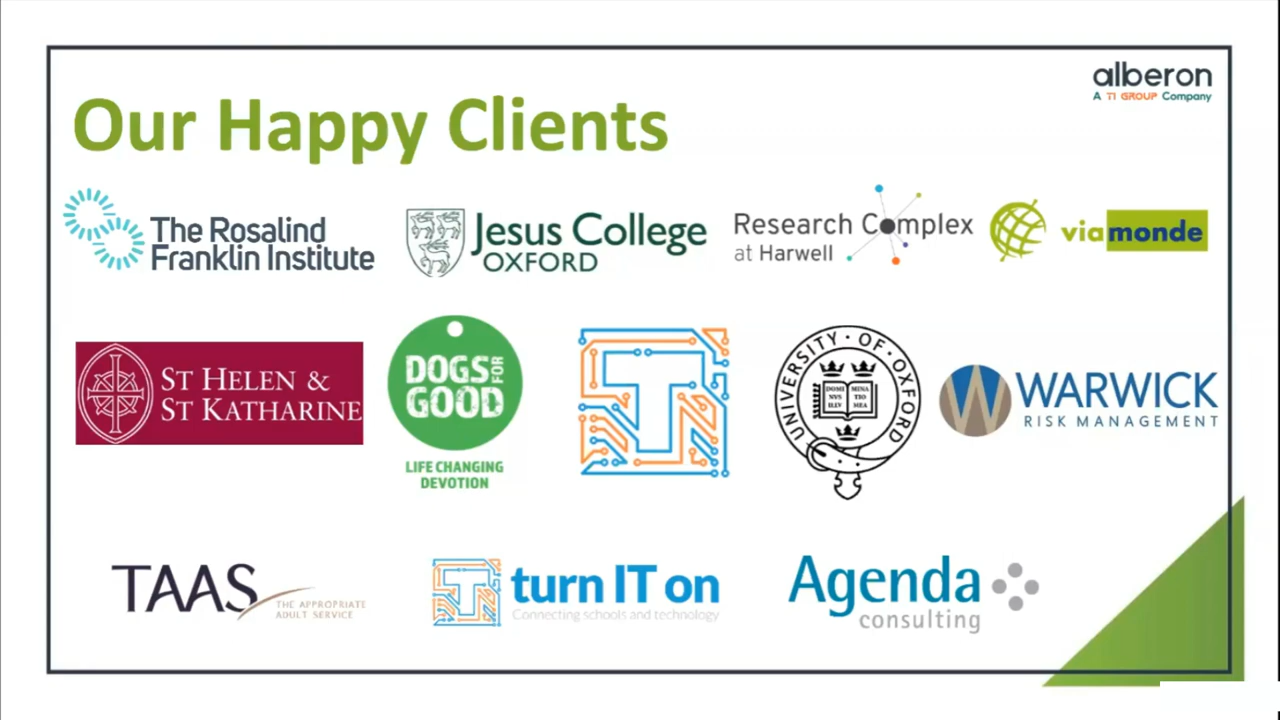 alberon
A T1 GROUP Company
Our Happy Clients
The Rosalind
Franklin Institute
Jesus College
OXFORD
Research Complex
at Harwell
viamonde
ST HELEN &
ST KATHARINE
DOGS FOR
GOOD
LIFE CHANGING
DEVOTION
T
UNIVERSITY · OF · OXFORD
DOMI MINA
NVS TIO
ILLV MEA
WARWICK
RISK MANAGEMENT
TAAS
THE APPROPRIATE
ADULT SERVICE
T turn IT on
Connecting schools and technology
Agenda
consulting